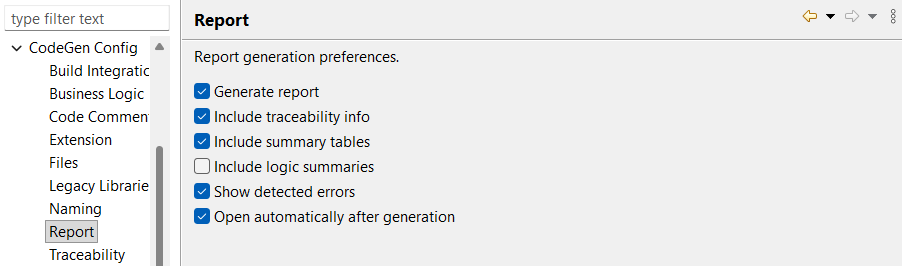 type filter text
CodeGen Config
Build Integratic
Business Logic
Code Commen
Extension
Files
Legacy Librarie
Naming
Report
Traceability
Report
Report generation preferences.
Generate report
Include traceability info
Include summary tables
Include logic summaries
Show detected errors
Open automatically after generation